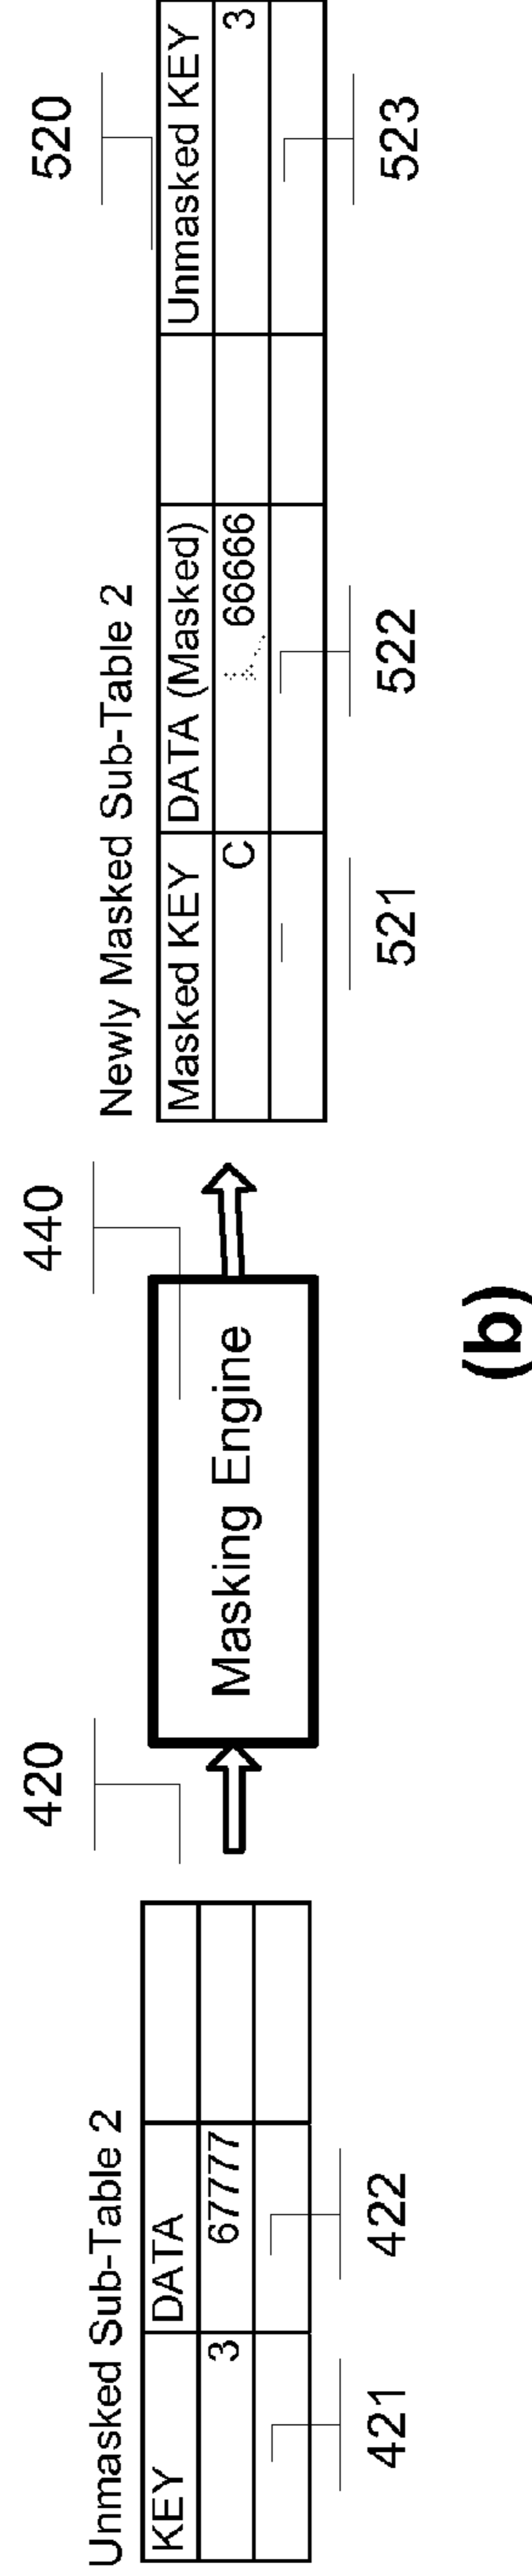 420
440
520
Unmasked Sub-Table 2
Newly Masked Sub-Table 2
KEY DATA
3 67777
Masking Engine
Masked KEY DATA (Masked) Unmasked KEY
C 66666 3
421 422
521 522 523
(b)